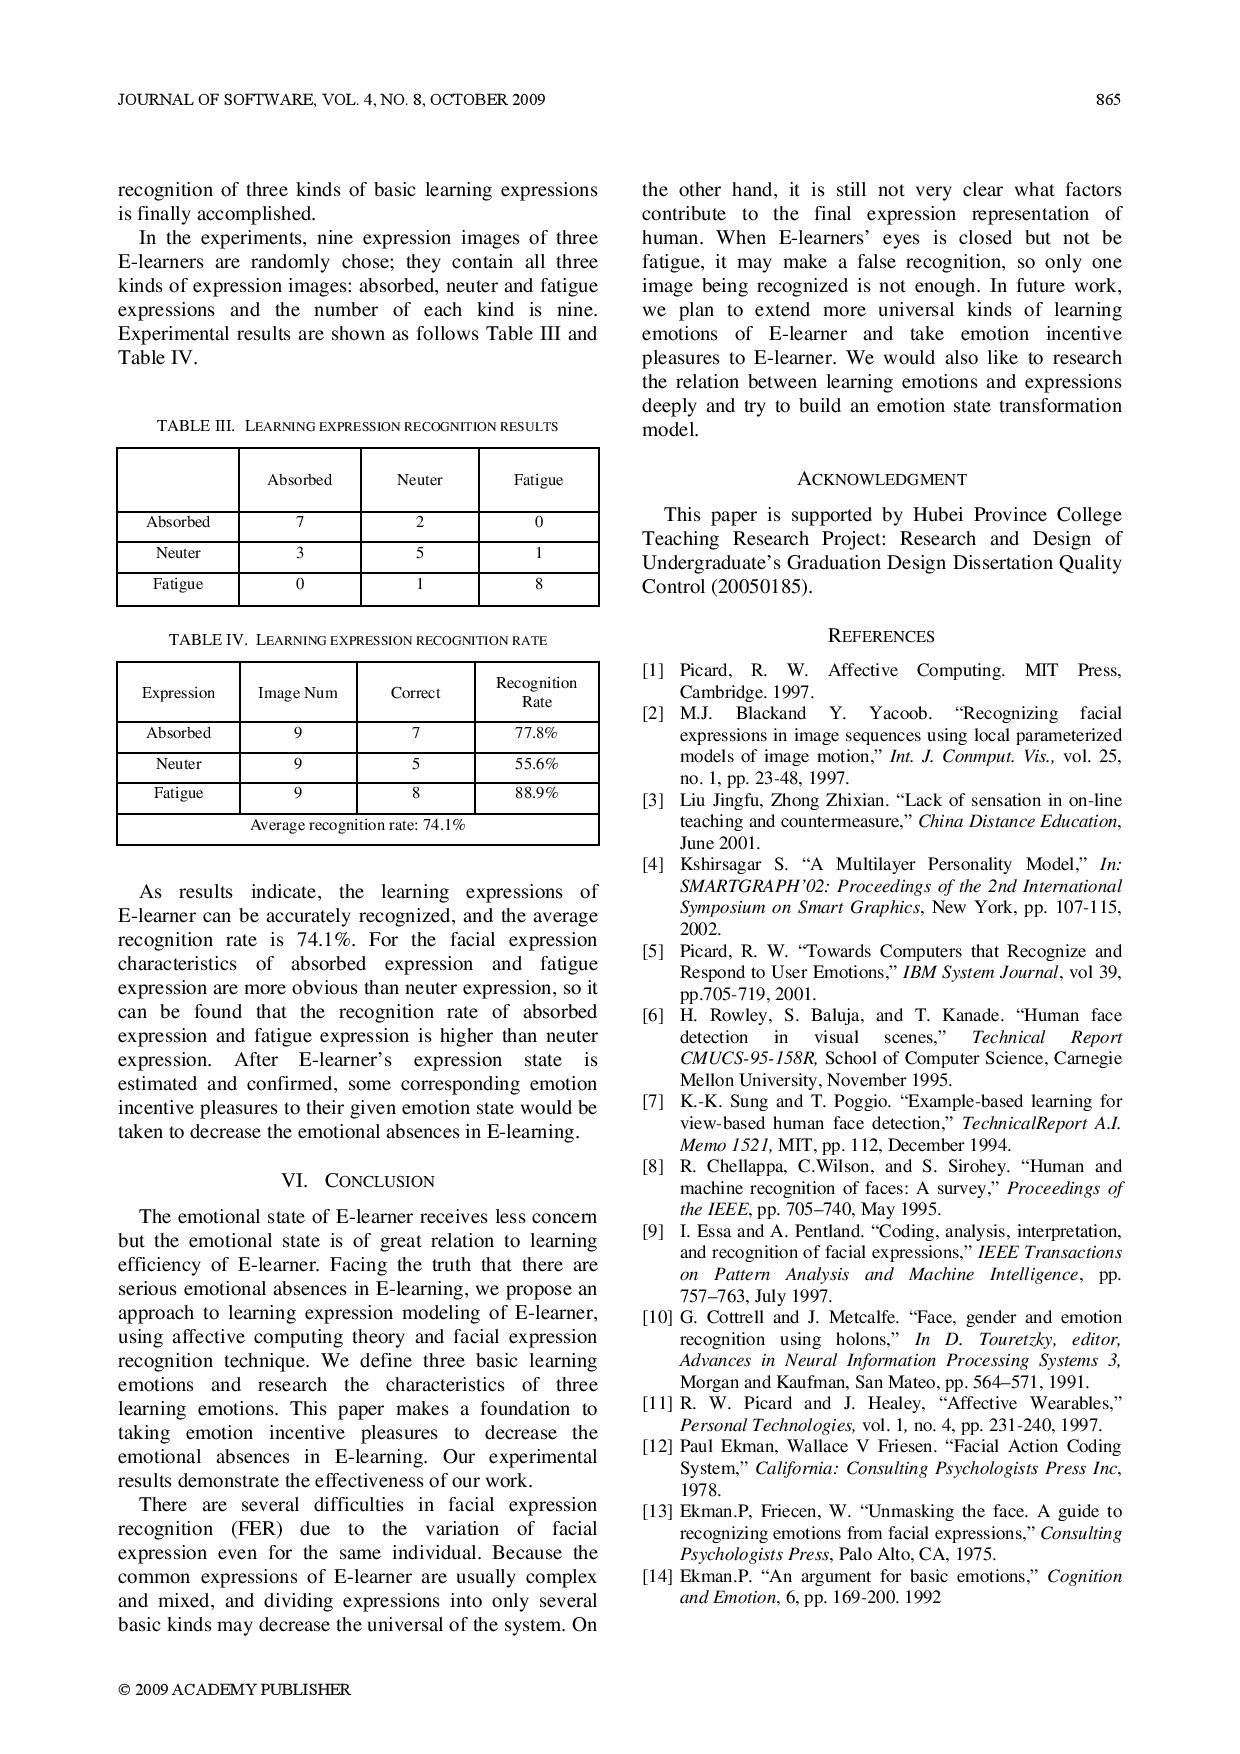 JOURNAL OF SOFTWARE, VOL. 4, NO. 8, OCTOBER 2009 865
recognition of three kinds of basic learning expressions
is finally accomplished.
In the experiments, nine expression images of three
E-learners are randomly chose; they contain all three
kinds of expression images: absorbed, neuter and fatigue
expressions and the number of each kind is nine.
Experimental results are shown as follows Table III and
Table IV.
TABLE III. LEARNING EXPRESSION RECOGNITION RESULTS
Absorbed Neuter Fatigue
Absorbed 7 2 0
Neuter 3 5 1
Fatigue 0 1 8
TABLE IV. LEARNING EXPRESSION RECOGNITION RATE
Expression Image Num Correct Recognition
Rate
Absorbed 9 7 77.8%
Neuter 9 5 55.6%
Fatigue 9 8 88.9%
Average recognition rate: 74.1%
As results indicate, the learning expressions of
E-learner can be accurately recognized, and the average
recognition rate is 74.1%. For the facial expression
characteristics of absorbed expression and fatigue
expression are more obvious than neuter expression, so it
can be found that the recognition rate of absorbed
expression and fatigue expression is higher than neuter
expression. After E-learner's expression state is
estimated and confirmed, some corresponding emotion
incentive pleasures to their given emotion state would be
taken to decrease the emotional absences in E-learning.
VI. CONCLUSION
The emotional state of E-learner receives less concern
but the emotional state is of great relation to learning
efficiency of E-learner. Facing the truth that there are
serious emotional absences in E-learning, we propose an
approach to learning expression modeling of E-learner,
using affective computing theory and facial expression
recognition technique. We define three basic learning
emotions and research the characteristics of three
learning emotions. This paper makes a foundation to
taking emotion incentive pleasures to decrease the
emotional absences in E-learning. Our experimental
results demonstrate the effectiveness of our work.
There are several difficulties in facial expression
recognition (FER) due to the variation of facial
expression even for the same individual. Because the
common expressions of E-learner are usually complex
and mixed, and dividing expressions into only several
basic kinds may decrease the universal of the system. On
the other hand, it is still not very clear what factors
contribute to the final expression representation of
human. When E-learners' eyes is closed but not be
fatigue, it may make a false recognition, so only one
image being recognized is not enough. In future work,
we plan to extend more universal kinds of learning
emotions of E-learner and take emotion incentive
pleasures to E-learner. We would also like to research
the relation between learning emotions and expressions
deeply and try to build an emotion state transformation
model.
ACKNOWLEDGMENT
This paper is supported by Hubei Province College
Teaching Research Project: Research and Design of
Undergraduate's Graduation Design Dissertation Quality
Control (20050185).
REFERENCES
[1] Picard, R. W. Affective Computing. MIT Press,
Cambridge. 1997.
[2] M.J. Blackand Y. Yacoob. “Recognizing facial
expressions in image sequences using local parameterized
models of image motion,” Int. J. Conmput. Vis., vol. 25,
no. 1, pp. 23-48, 1997.
[3] Liu Jingfu, Zhong Zhixian. “Lack of sensation in on-line
teaching and countermeasure,” China Distance Education,
June 2001.
[4] Kshirsagar S. “A Multilayer Personality Model,” In:
SMARTGRAPH’02: Proceedings of the 2nd International
Symposium on Smart Graphics, New York, pp. 107-115,
2002.
[5] Picard, R. W. “Towards Computers that Recognize and
Respond to User Emotions,” IBM System Journal, vol 39,
pp.705-719, 2001.
[6] H. Rowley, S. Baluja, and T. Kanade. “Human face
detection in visual scenes,” Technical Report
CMUCS-95-158R, School of Computer Science, Carnegie
Mellon University, November 1995.
[7] K.-K. Sung and T. Poggio. “Example-based learning for
view-based human face detection,” TechnicalReport A.I.
Memo 1521, MIT, pp. 112, December 1994.
[8] R. Chellappa, C.Wilson, and S. Sirohey. “Human and
machine recognition of faces: A survey,” Proceedings of
the IEEE, pp. 705–740, May 1995.
[9] I. Essa and A. Pentland. “Coding, analysis, interpretation,
and recognition of facial expressions,” IEEE Transactions
on Pattern Analysis and Machine Intelligence, pp.
757–763, July 1997.
[10] G. Cottrell and J. Metcalfe. “Face, gender and emotion
recognition using holons,” In D. Touretzky, editor,
Advances in Neural Information Processing Systems 3,
Morgan and Kaufman, San Mateo, pp. 564–571, 1991.
[11] R. W. Picard and J. Healey, “Affective Wearables,”
Personal Technologies, vol. 1, no. 4, pp. 231-240, 1997.
[12] Paul Ekman, Wallace V Friesen. “Facial Action Coding
System,” California: Consulting Psychologists Press Inc,
1978.
[13] Ekman.P, Friecen, W. “Unmasking the face. A guide to
recognizing emotions from facial expressions,” Consulting
Psychologists Press, Palo Alto, CA, 1975.
[14] Ekman.P. “An argument for basic emotions,” Cognition
and Emotion, 6, pp. 169-200. 1992
© 2009 ACADEMY PUBLISHER